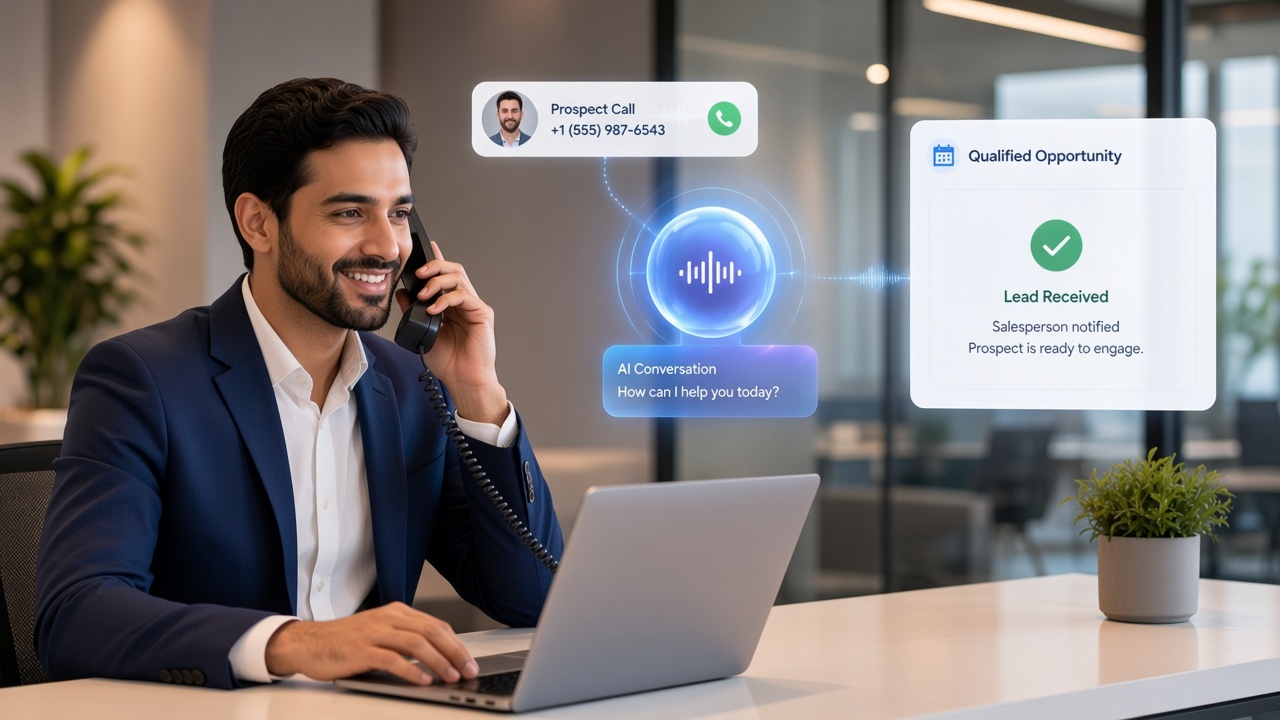 Prospect Call
+1 (555) 987-6543
AI Conversation
How can I help you today?
Qualified Opportunity
Lead Received
Salesperson notified
Prospect is ready to engage.